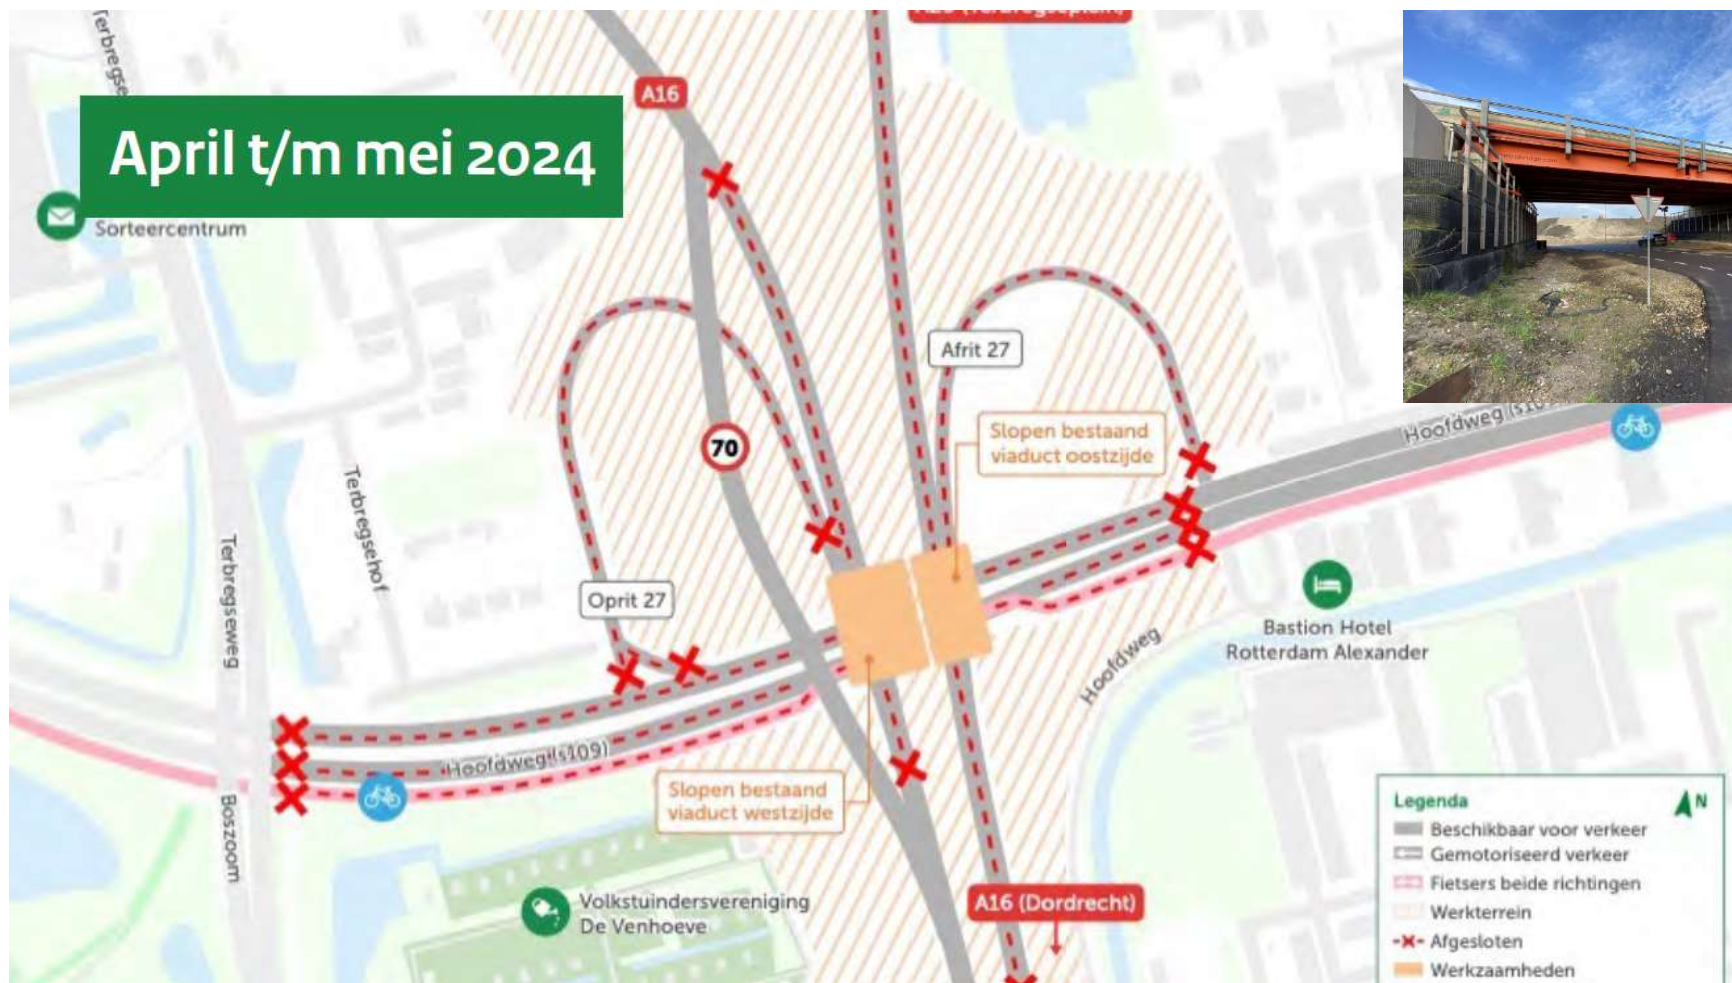 April t/m mei 2024
A16
Sorteercentrum
Afrit 27
Slopen bestaand
viaduct oostzijde
70
Hoofdweg
Terbregsehof
Terbregseweg
Oprit 27
Bastion Hotel
Rotterdam Alexander
Hoofdweg
Hoofdweg (s109)
Slopen bestaand
viaduct westzijde
Boszoom
Volkstuindersvereniging
De Venhoeve
A16 (Dordrecht)
Legenda
N
Beschikbaar voor verkeer
Gemotoriseerd verkeer
Fietsers beide richtingen
Werkterrein
Afgesloten
Werkzaamheden